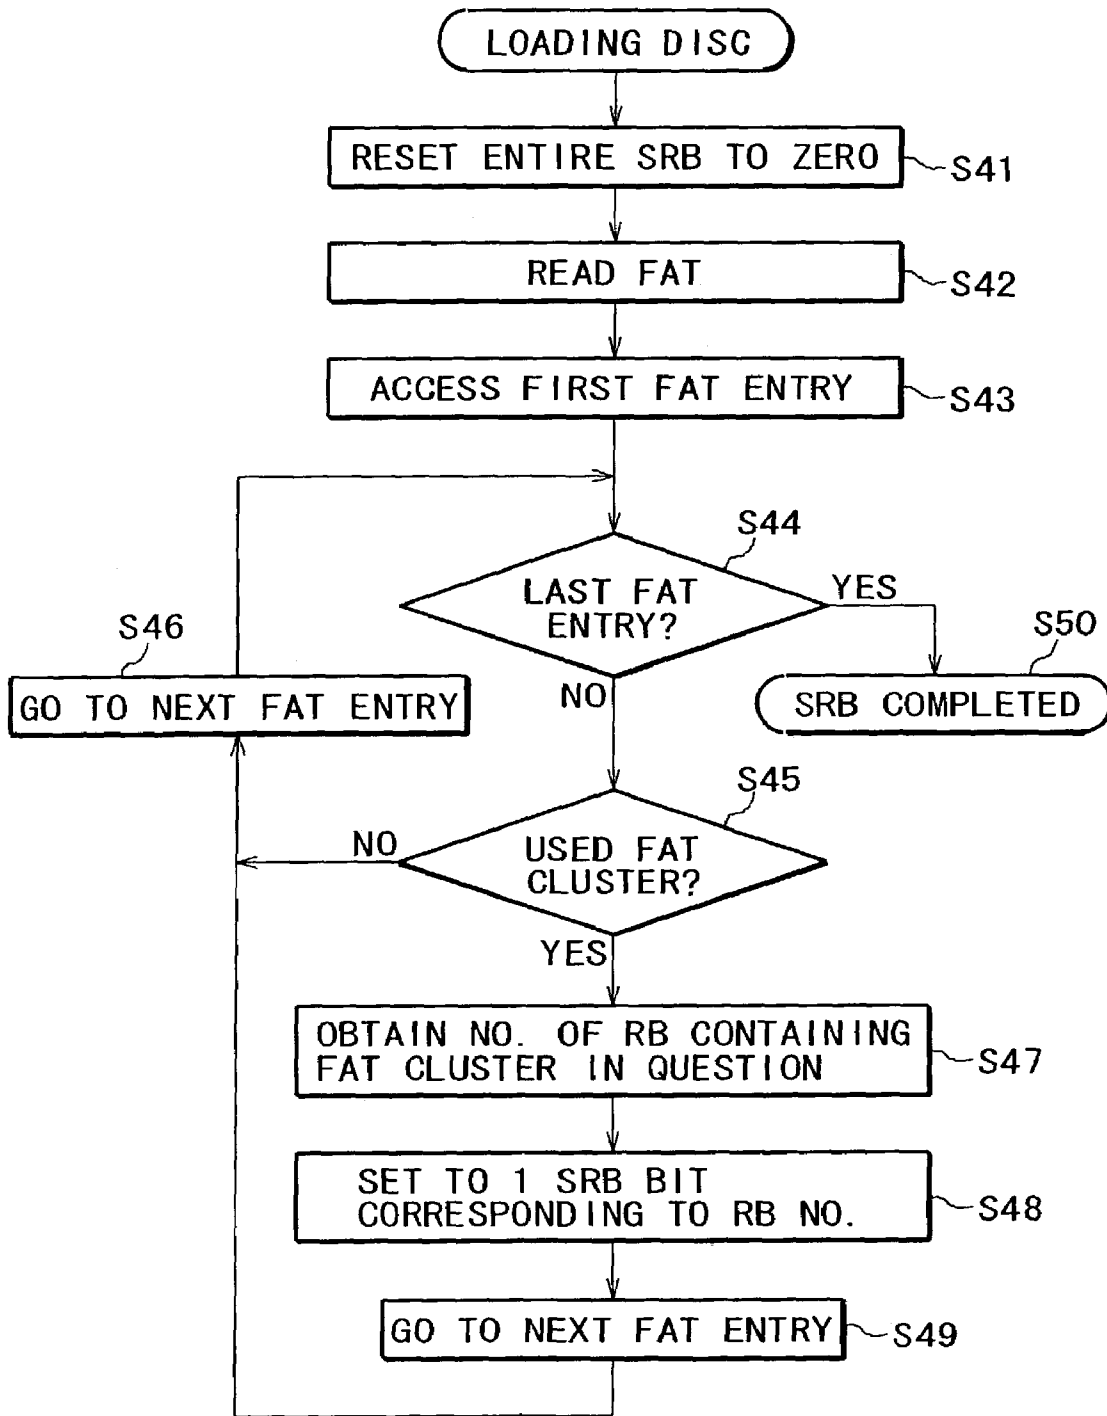 LOADING DISC
RESET ENTIRE SRB TO ZERO
S41
READ FAT
S42
ACCESS FIRST FAT ENTRY
S43
S44
LAST FAT
ENTRY?
YES
NO
S50
SRB COMPLETED
S46
GO TO NEXT FAT ENTRY
S45
USED FAT
CLUSTER?
NO
YES
OBTAIN NO. OF RB CONTAINING
FAT CLUSTER IN QUESTION
S47
SET TO 1 SRB BIT
CORRESPONDING TO RB NO.
S48
GO TO NEXT FAT ENTRY
S49